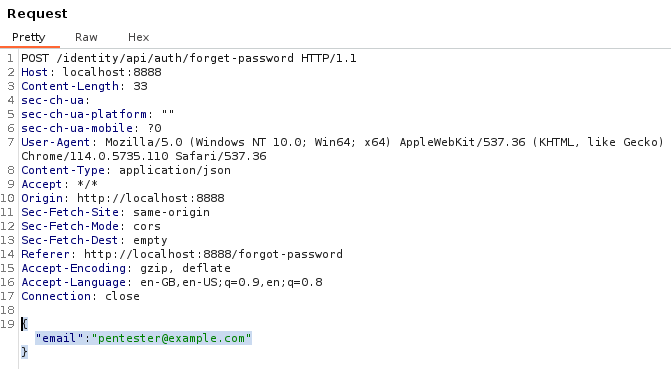 Request
Pretty Raw Hex
1 POST /identity/api/auth/forget-password HTTP/1.1
2 Host: localhost:8888
3 Content-Length: 33
4 sec-ch-ua:
5 sec-ch-ua-platform: ""
6 sec-ch-ua-mobile: ?0
7 User-Agent: Mozilla/5.0 (Windows NT 10.0; Win64; x64) AppleWebKit/537.36 (KHTML, like Gecko)
Chrome/114.0.5735.110 Safari/537.36
8 Content-Type: application/json
9 Accept: */*
10 Origin: http://localhost:8888
11 Sec-Fetch-Site: same-origin
12 Sec-Fetch-Mode: cors
13 Sec-Fetch-Dest: empty
14 Referer: http://localhost:8888/forgot-password
15 Accept-Encoding: gzip, deflate
16 Accept-Language: en-GB,en-US;q=0.9,en;q=0.8
17 Connection: close
18
19 {
"email":"pentester@example.com"
}